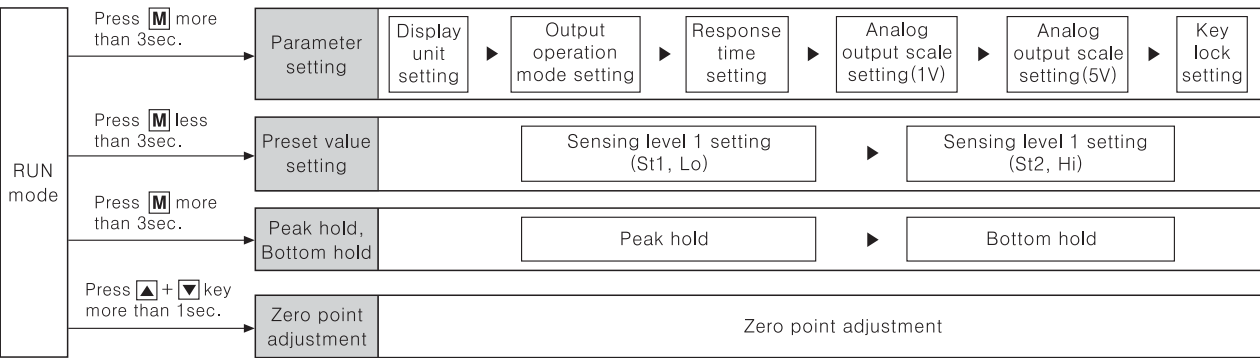 RUN
mode
Press M more
than 3sec.
Parameter
setting
Display
unit
setting
▶
Output
operation
mode setting
▶
Response
time
setting
▶
Analog
output scale
setting(1V)
▶
Analog
output scale
setting(5V)
▶
Key
lock
setting
Press M less
than 3sec.
Preset value
setting
Sensing level 1 setting
(St1, Lo)
▶
Sensing level 1 setting
(St2, Hi)
Press M more
than 3sec.
Peak hold,
Bottom hold
Peak hold
▶
Bottom hold
Press ▲ + ▼ key
more than 1sec.
Zero point
adjustment
Zero point adjustment